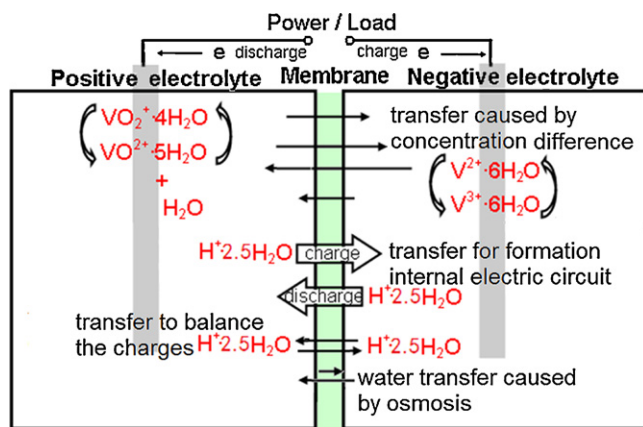 Power / Load
e discharge charge e
Positive electrolyte Membrane Negative electrolyte
VO₂⁺·4H₂O
VO²⁺·5H₂O
+
H₂O
transfer caused by
concentration difference
V²⁺·6H₂O
V³⁺·6H₂O
H⁺·2.5H₂O charge
transfer for formation
internal electric circuit
discharge H⁺·2.5H₂O
transfer to balance
the charges
H⁺·2.5H₂O H⁺·2.5H₂O
water transfer caused
by osmosis